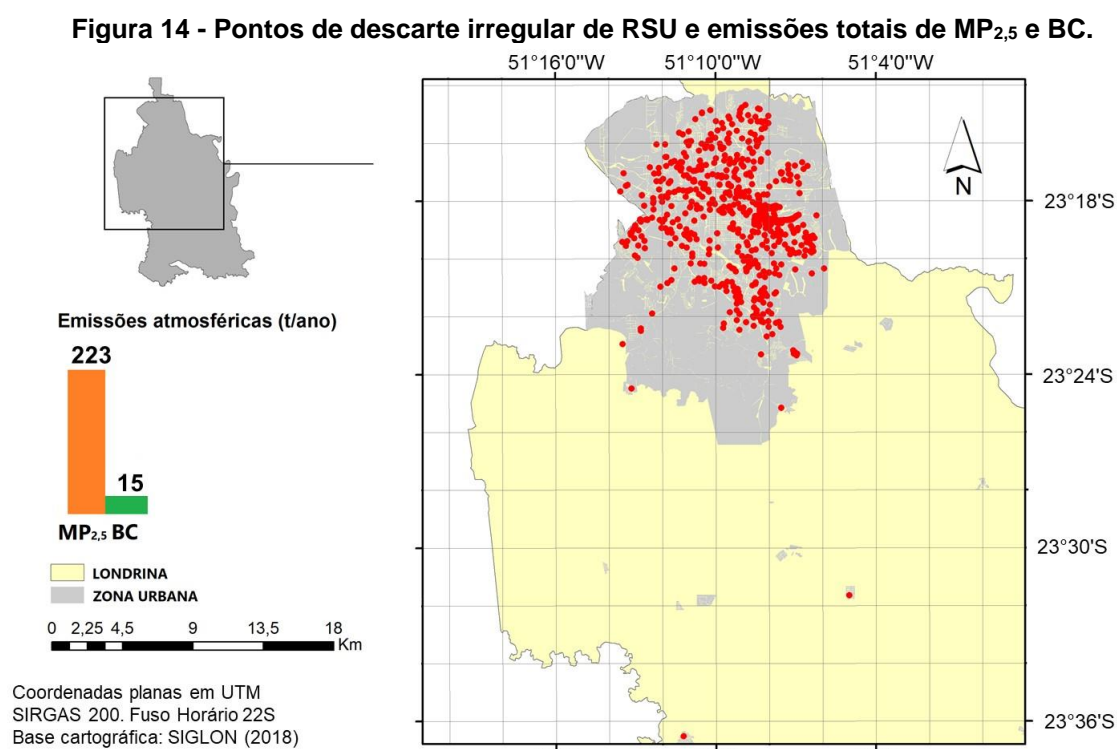 Figura 14 - Pontos de descarte irregular de RSU e emissões totais de MP2,5 e BC.
51°16'0"W
51°10'0"W
51°4'0"W
N
23°18'S
23°24'S
23°30'S
23°36'S
Emissões atmosféricas (t/ano)
223
15
MP2,5 BC
LONDRINA
ZONA URBANA
0 2,25 4,5 9 13,5 18
Km
Coordenadas planas em UTM
SIRGAS 200. Fuso Horário 22S
Base cartográfica: SIGLON (2018)